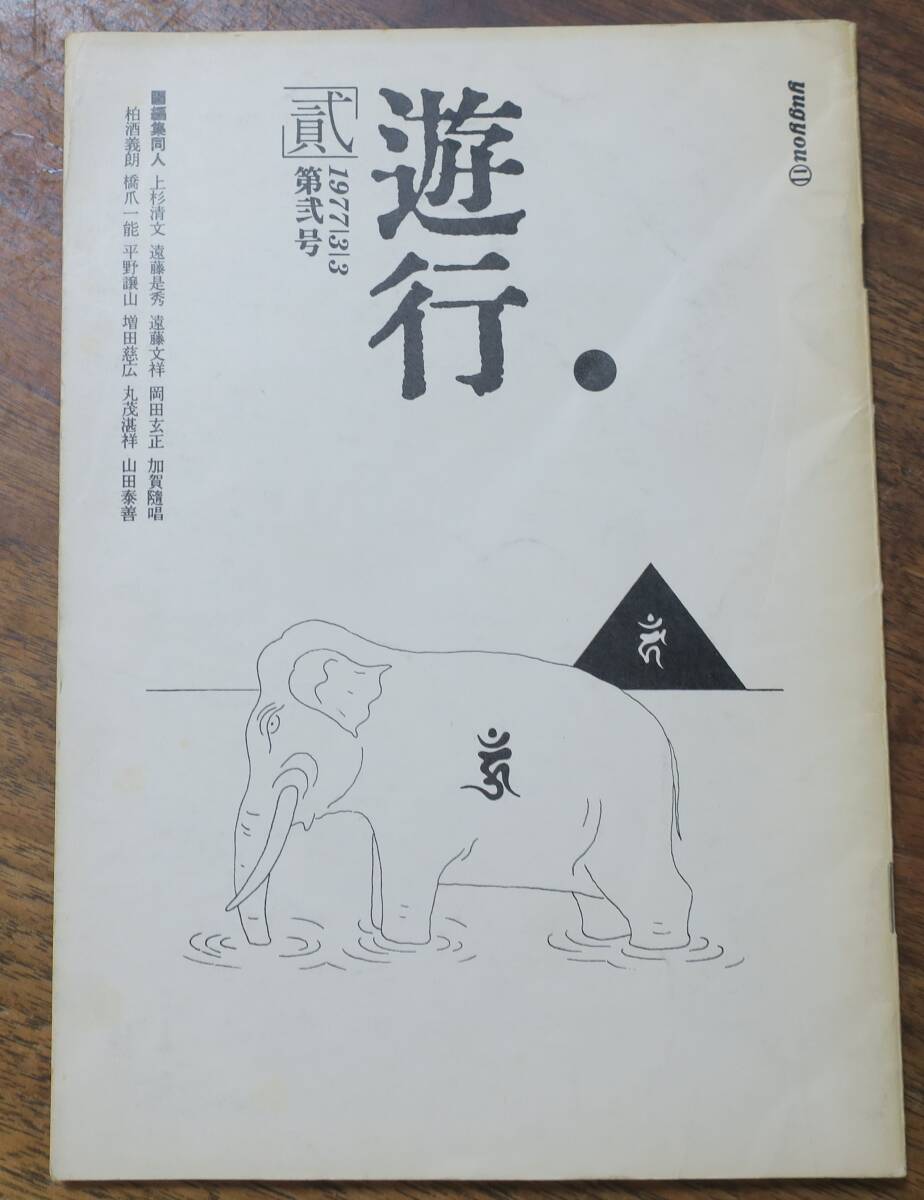 yugyou⑪
遊行
貳
1977|3|3
第弐号
■編集同人 上杉清文 遠藤是秀 遠藤文祥 岡田玄正 加賀隨唱
柏酒義朗 橋爪一能 平野譲山 増田慈広 丸茂湛祥 山田泰善